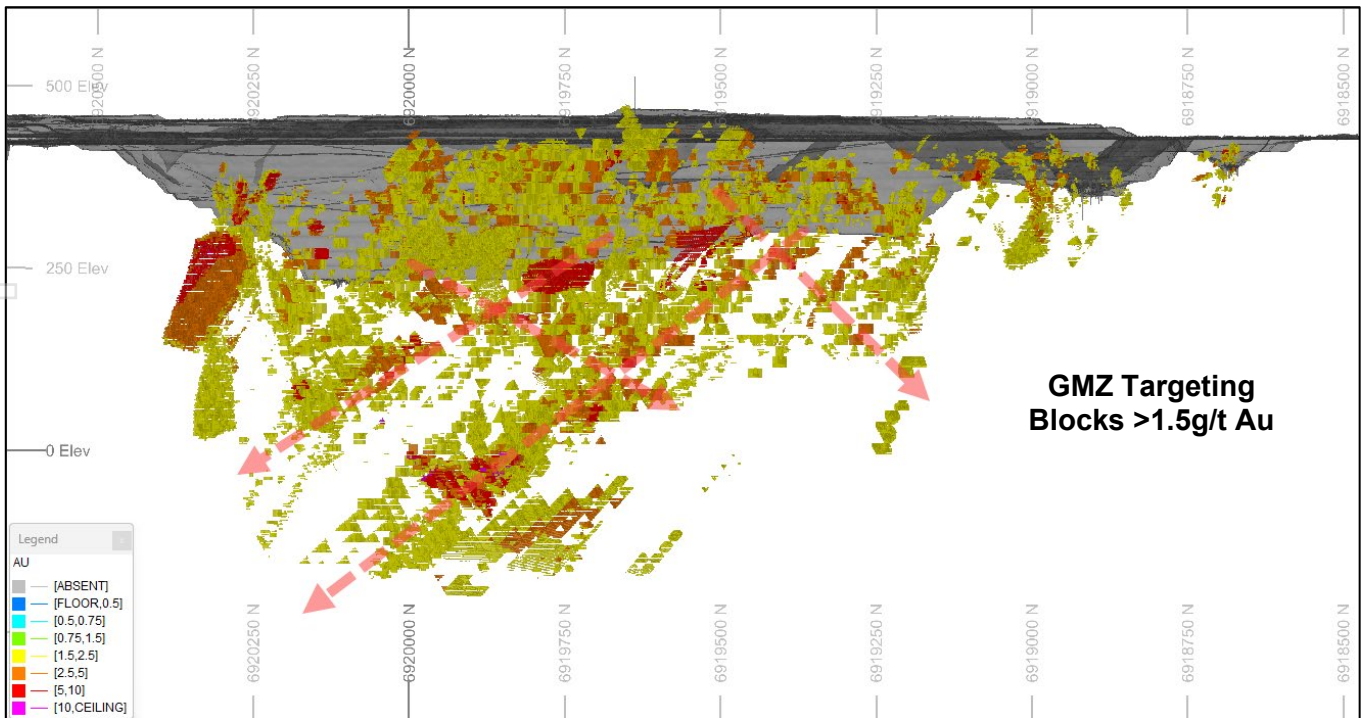 6920500 N
6920250 N
6920000 N
6919750 N
6919500 N
6919250 N
6919000 N
6918750 N
6918500 N
500 Elev
250 Elev
0 Elev
GMZ Targeting
Blocks >1.5g/t Au
Legend
AU
[ABSENT]
[FLOOR,0.5]
[0.5,0.75]
[0.75,1.5]
[1.5,2.5]
[2.5,5]
[5,10]
[10,CEILING]
6920250 N
6920000 N
6919750 N
6919500 N
6919250 N
6919000 N
6918750 N
6918500 N